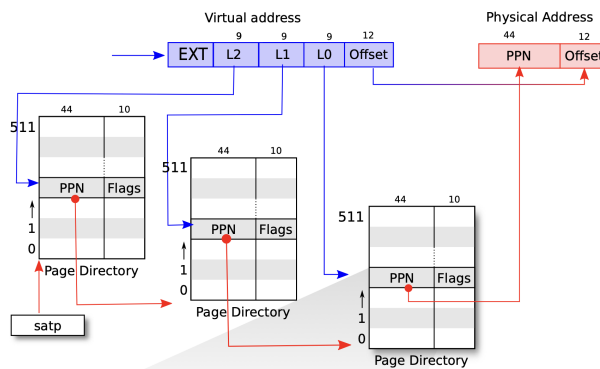 Virtual address
Physical Address
9 9 9 12
EXT L2 L1 L0 Offset
44 12
PPN Offset
44 10
511
PPN Flags
1
0
Page Directory
satp
44 10
511
PPN Flags
1
0
Page Directory
44 10
511
PPN Flags
1
0
Page Directory